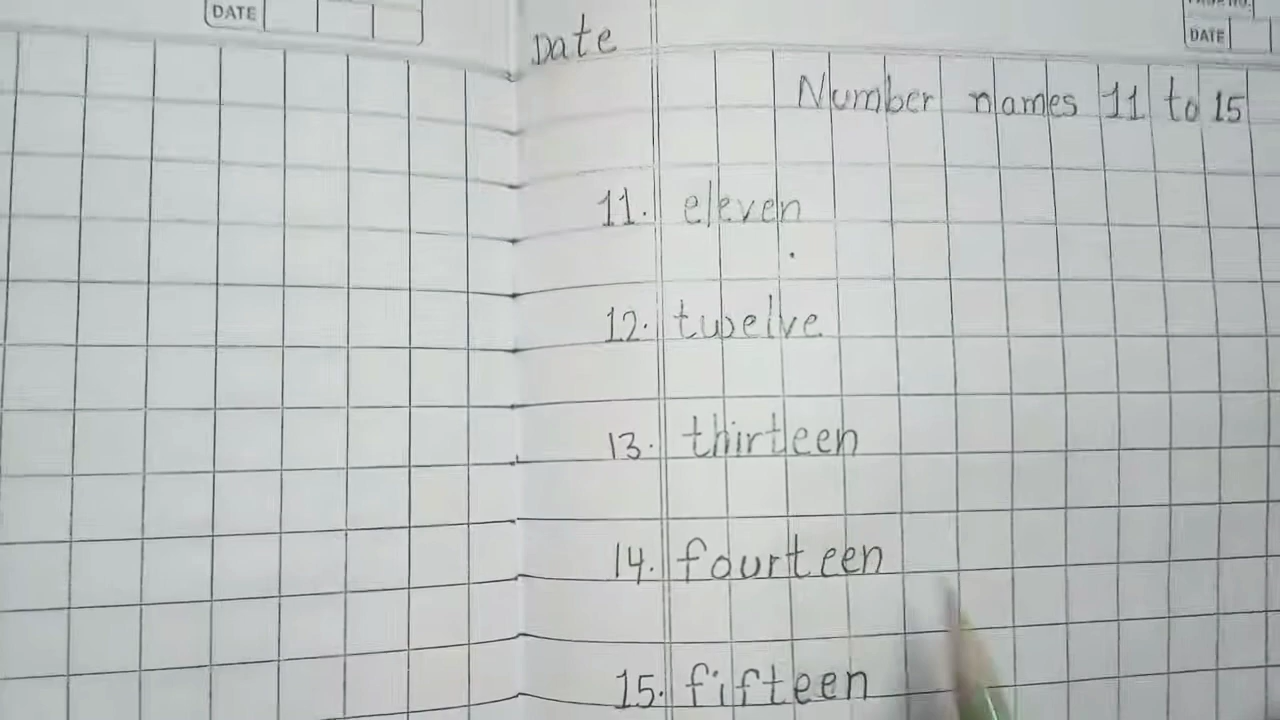 DATE
Date
DATE
Number names 11 to 15
11. eleven
12. twelve
13. thirteen
14. fourteen
15. fifteen